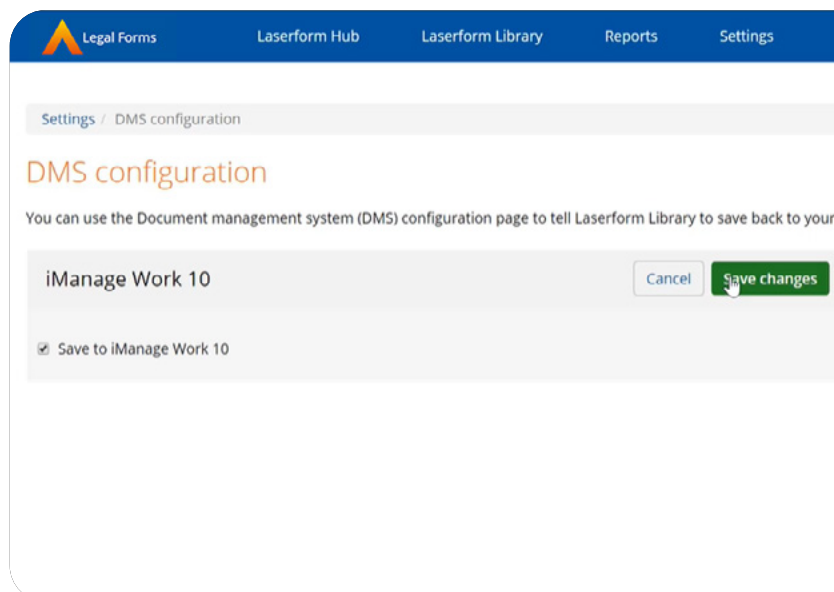 Legal Forms Laserform Hub Laserform Library Reports Settings
Settings / DMS configuration
DMS configuration
You can use the Document management system (DMS) configuration page to tell Laserform Library to save back to your
iManage Work 10 Cancel Save changes
Save to iManage Work 10